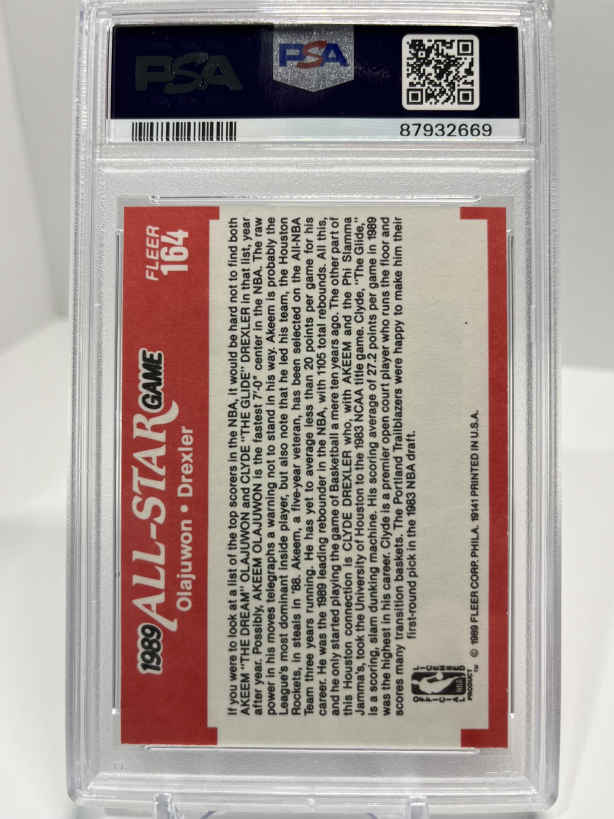 PSA
PSA
87932669
FLEER
164
1989 ALL-STAR GAME
Olajuwon • Drexler
If you were to look at a list of the top scorers in the NBA, it would be hard not to find both
AKEEM "THE DREAM" OLAJUWON and CLYDE "THE GLIDE" DREXLER in that list, year
after year. Possibly, AKEEM OLAJUWON is the fastest 7'-0" center in the NBA. The raw
power in his moves telegraphs a warning not to stand in his way. Akeem is probably the
League's most dominant inside player, but also note that he led his team, the Houston
Rockets, in steals in '88. Akeem, a five-year veteran, has been selected on the All-NBA
Team three years running. He has yet to average less than 20 points per game for his
career. He was the 1989 leading rebounder in the NBA, with 1105 total rebounds. All this,
and he only started playing the game of Basketball a mere ten years ago. The other part of
this Houston connection is CLYDE DREXLER who, with AKEEM and the Phi Slamma
Jamma's, took the University of Houston to the 1983 NCAA title game. Clyde, "The Glide,"
is a scoring, slam dunking machine. His scoring average of 27.2 points per game in 1989
was the highest in his career. Clyde is a premier open court player who runs the floor and
scores many transition baskets. The Portland Trailblazers were happy to make him their
first-round pick in the 1983 NBA draft.
OFFICIAL LICENSED
NBA
PRODUCT ™
© 1989 FLEER CORP. PHILA. 19141 PRINTED IN U.S.A.